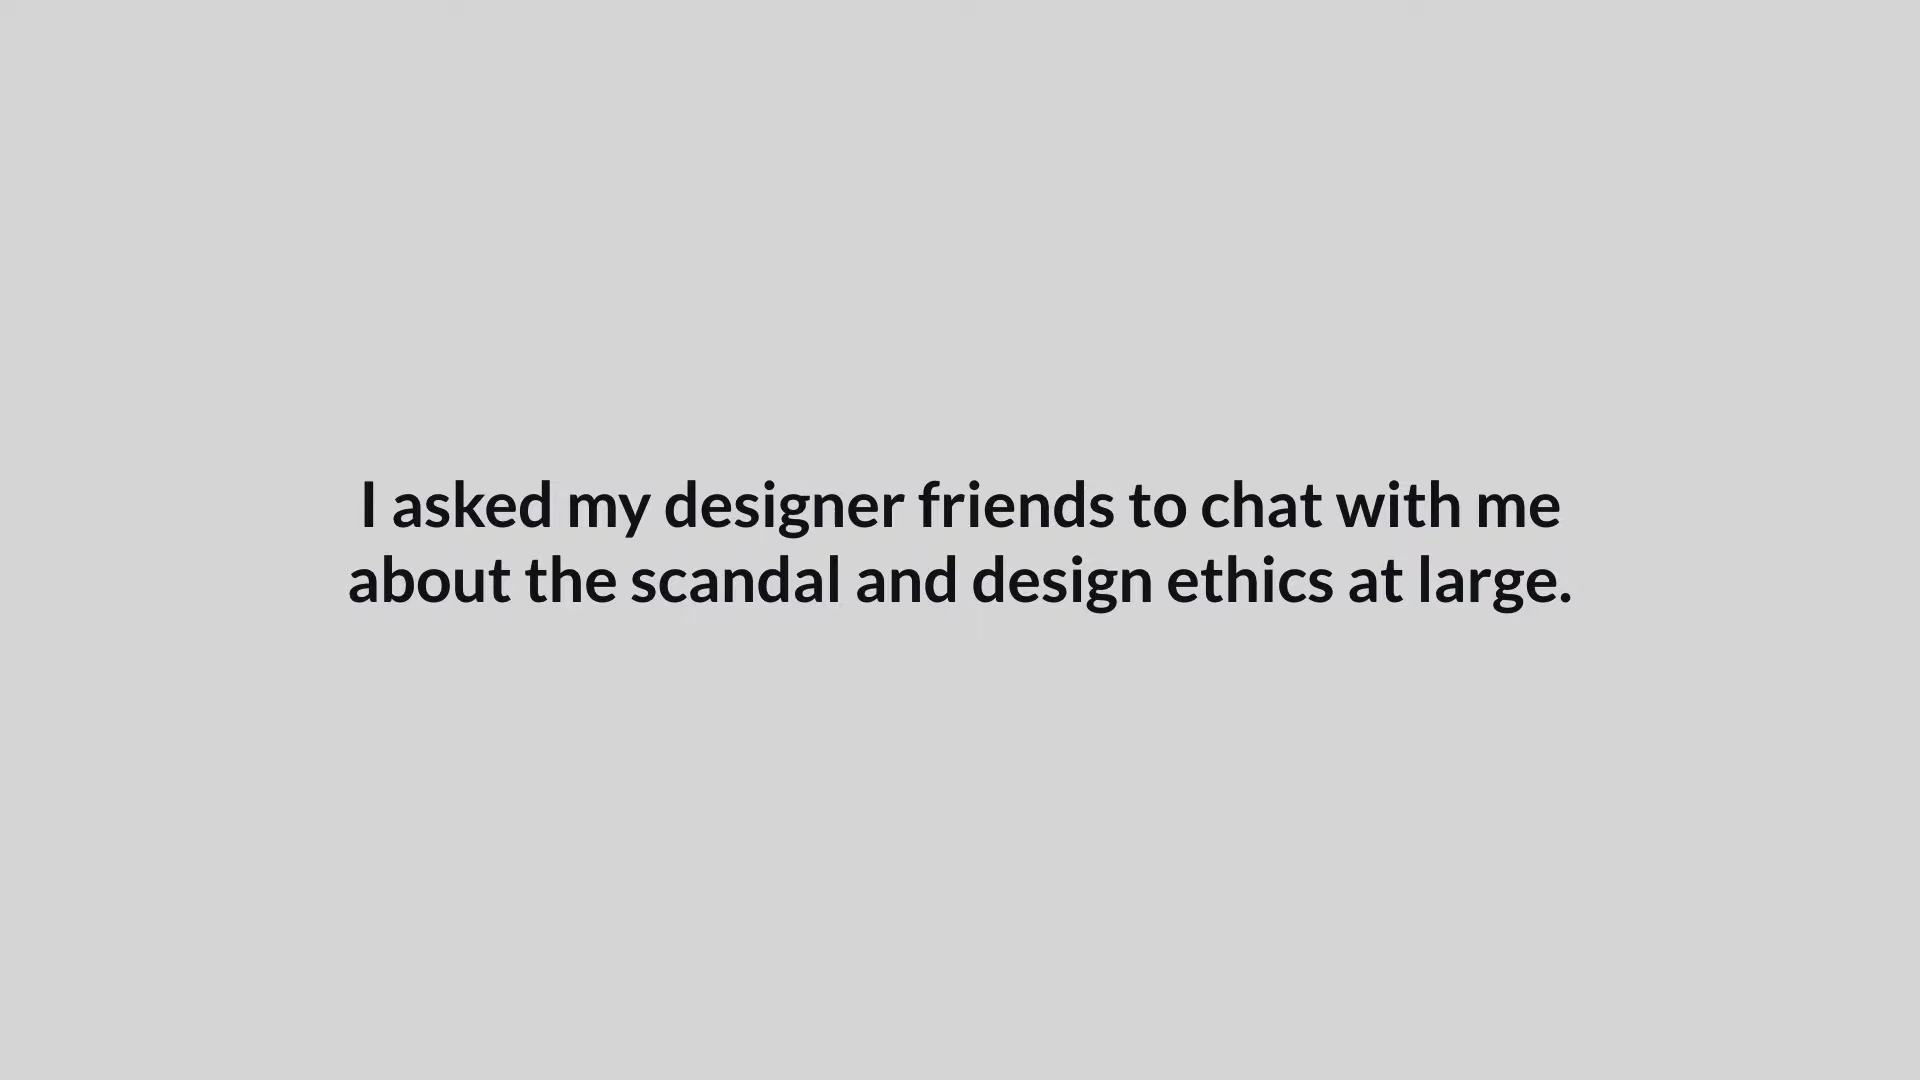 I asked my designer friends to chat with me
about the scandal and design ethics at large.